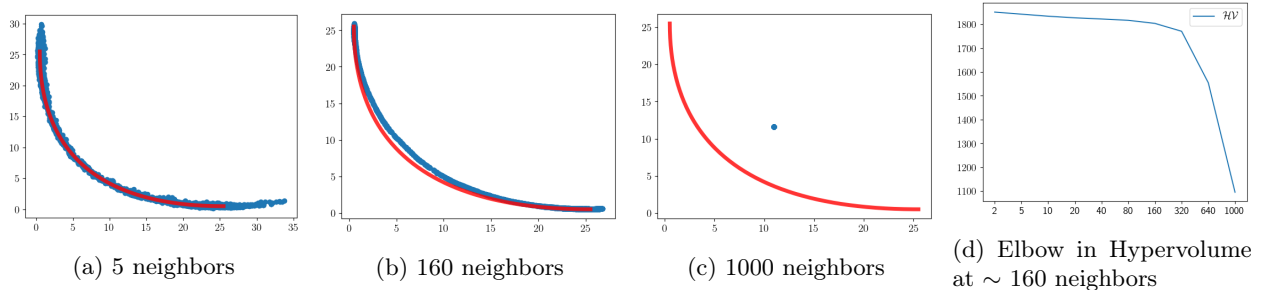 30
25
20
15
10
5
0
0 5 10 15 20 25 30 35
(a) 5 neighbors
25
20
15
10
5
0
0 5 10 15 20 25
(b) 160 neighbors
25
20
15
10
5
0
0 5 10 15 20 25
(c) 1000 neighbors
HV
1800
1700
1600
1500
1400
1300
1200
1100
2 5 10 20 40 80 160 320 640 1000
(d) Elbow in Hypervolume
at ∼ 160 neighbors